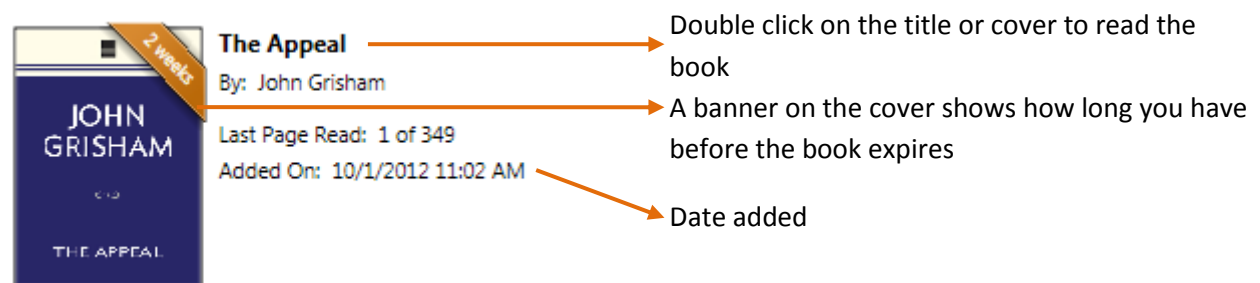 2 weeks
JOHN
GRISHAM
THE APPEAL
The Appeal
By: John Grisham
Last Page Read: 1 of 349
Added On: 10/1/2012 11:02 AM
Double click on the title or cover to read the
book
A banner on the cover shows how long you have
before the book expires
Date added